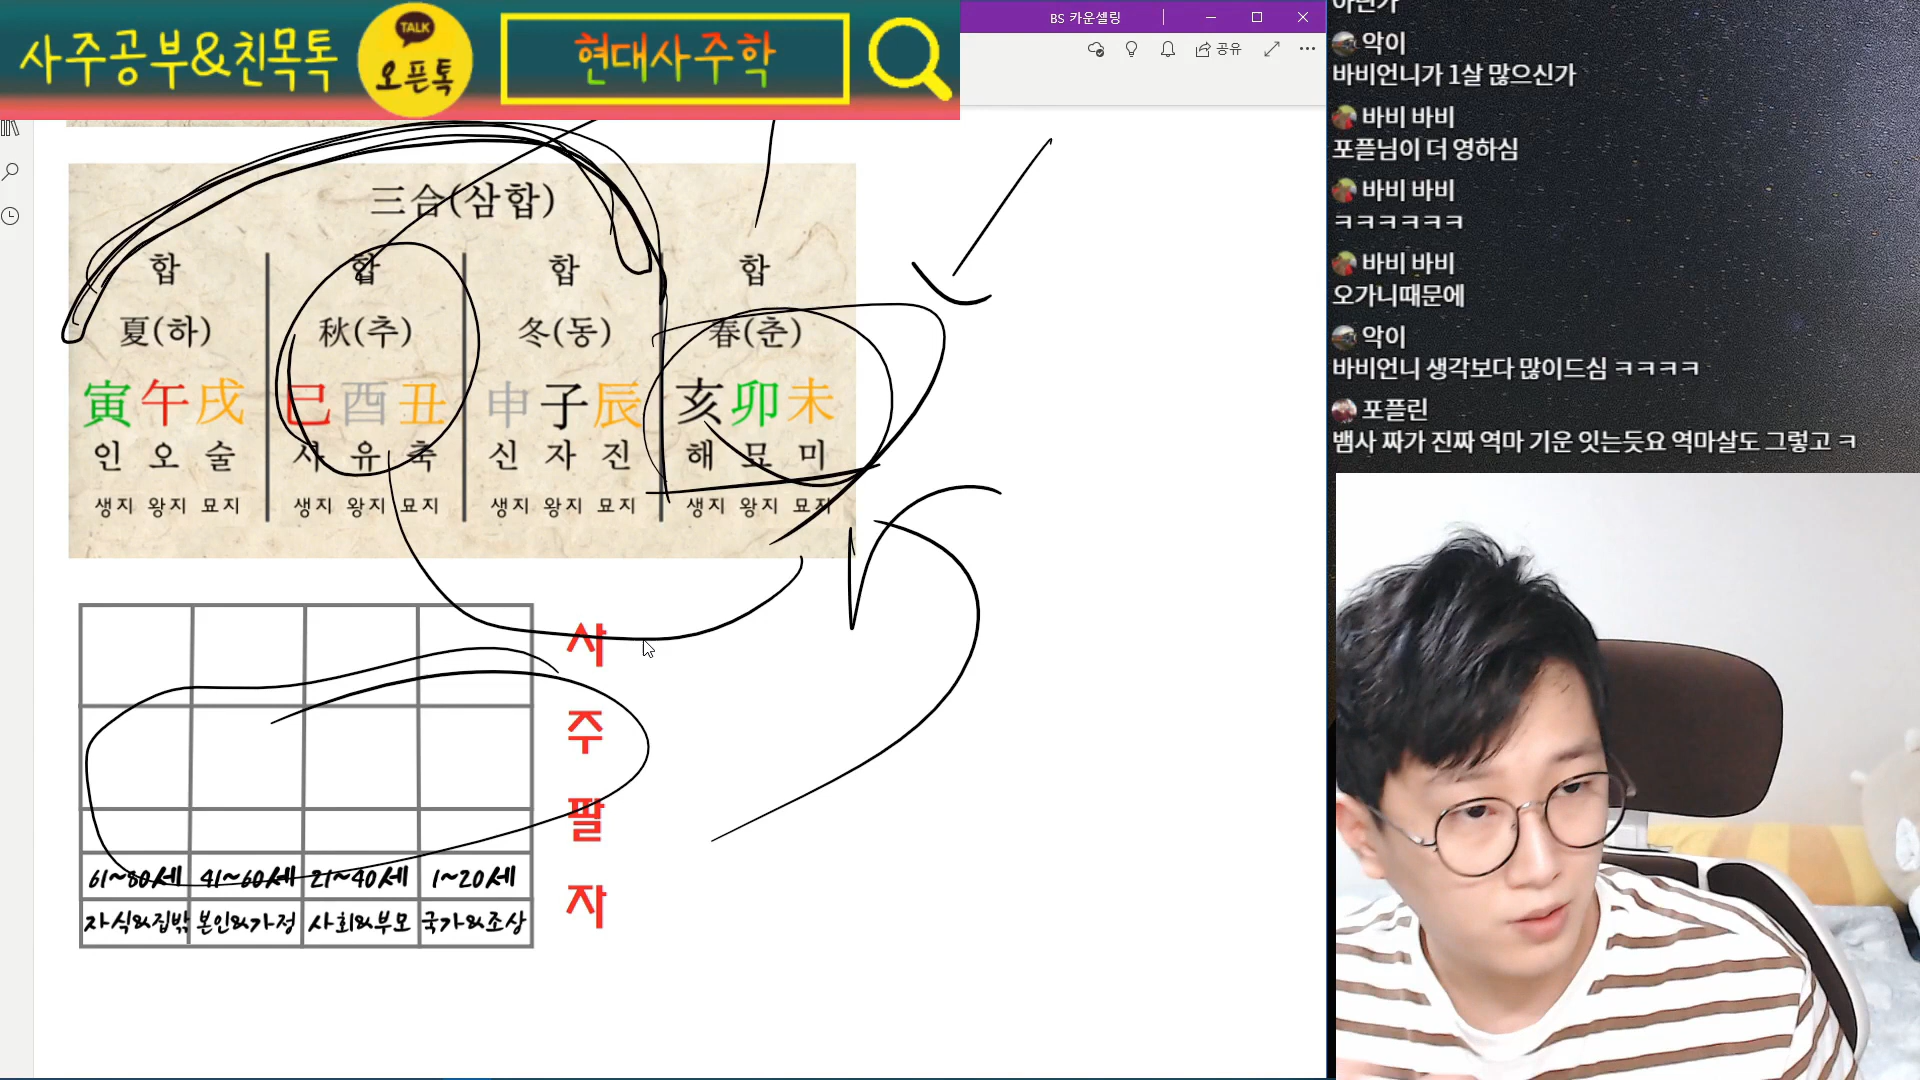 사주공부&친목톡
TALK
오픈톡
현대사주학
BS 카운셀링
공유
三合(삼합)
합 합 합 합
夏(하) 秋(추) 冬(동) 春(춘)
寅午戌 巳酉丑 申子辰 亥卯未
인 오 술 사 유 축 신 자 진 해 묘 미
생지 왕지 묘지 생지 왕지 묘지 생지 왕지 묘지 생지 왕지 묘지
사
주
팔
자
61~80세 41~60세 21~40세 1~20세
자식&집밖 본인&가정 사회&부모 국가&조상
아닌가
악이
바비언니가 1살 많으신가
바비 바비
포플님이 더 영하심
바비 바비
ㅋㅋㅋㅋㅋㅋ
바비 바비
오가니때문에
악이
바비언니 생각보다 많이드심 ㅋㅋㅋㅋ
포플린
뱀사 짜가 진짜 역마 기운 잇는듯요 역마살도 그렇고 ㅋ